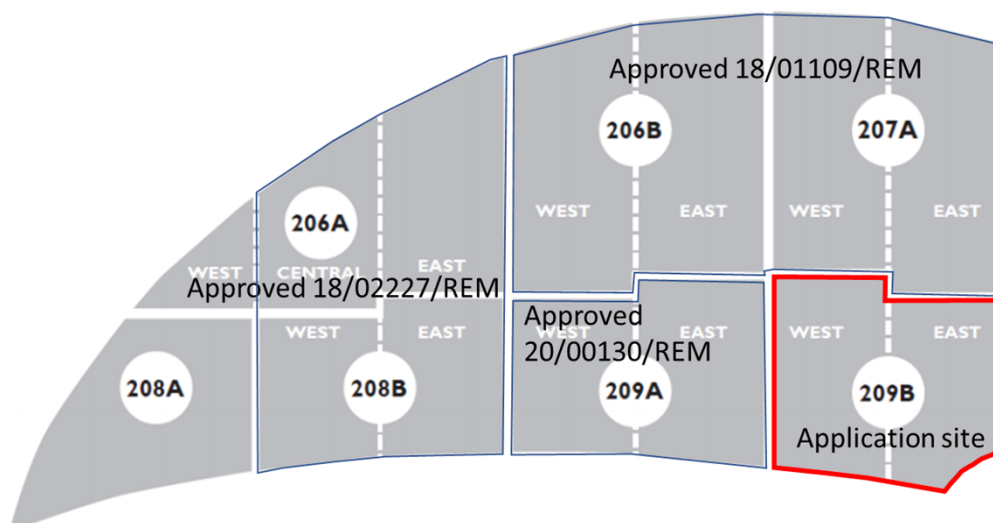 Approved 18/01109/REM
206B
207A
WEST
EAST
WEST
EAST
206A
WEST
CENTRAL
EAST
Approved 18/02227/REM
Approved
20/00130/REM
WEST
EAST
WEST
EAST
WEST
EAST
208A
208B
209A
209B
Application site